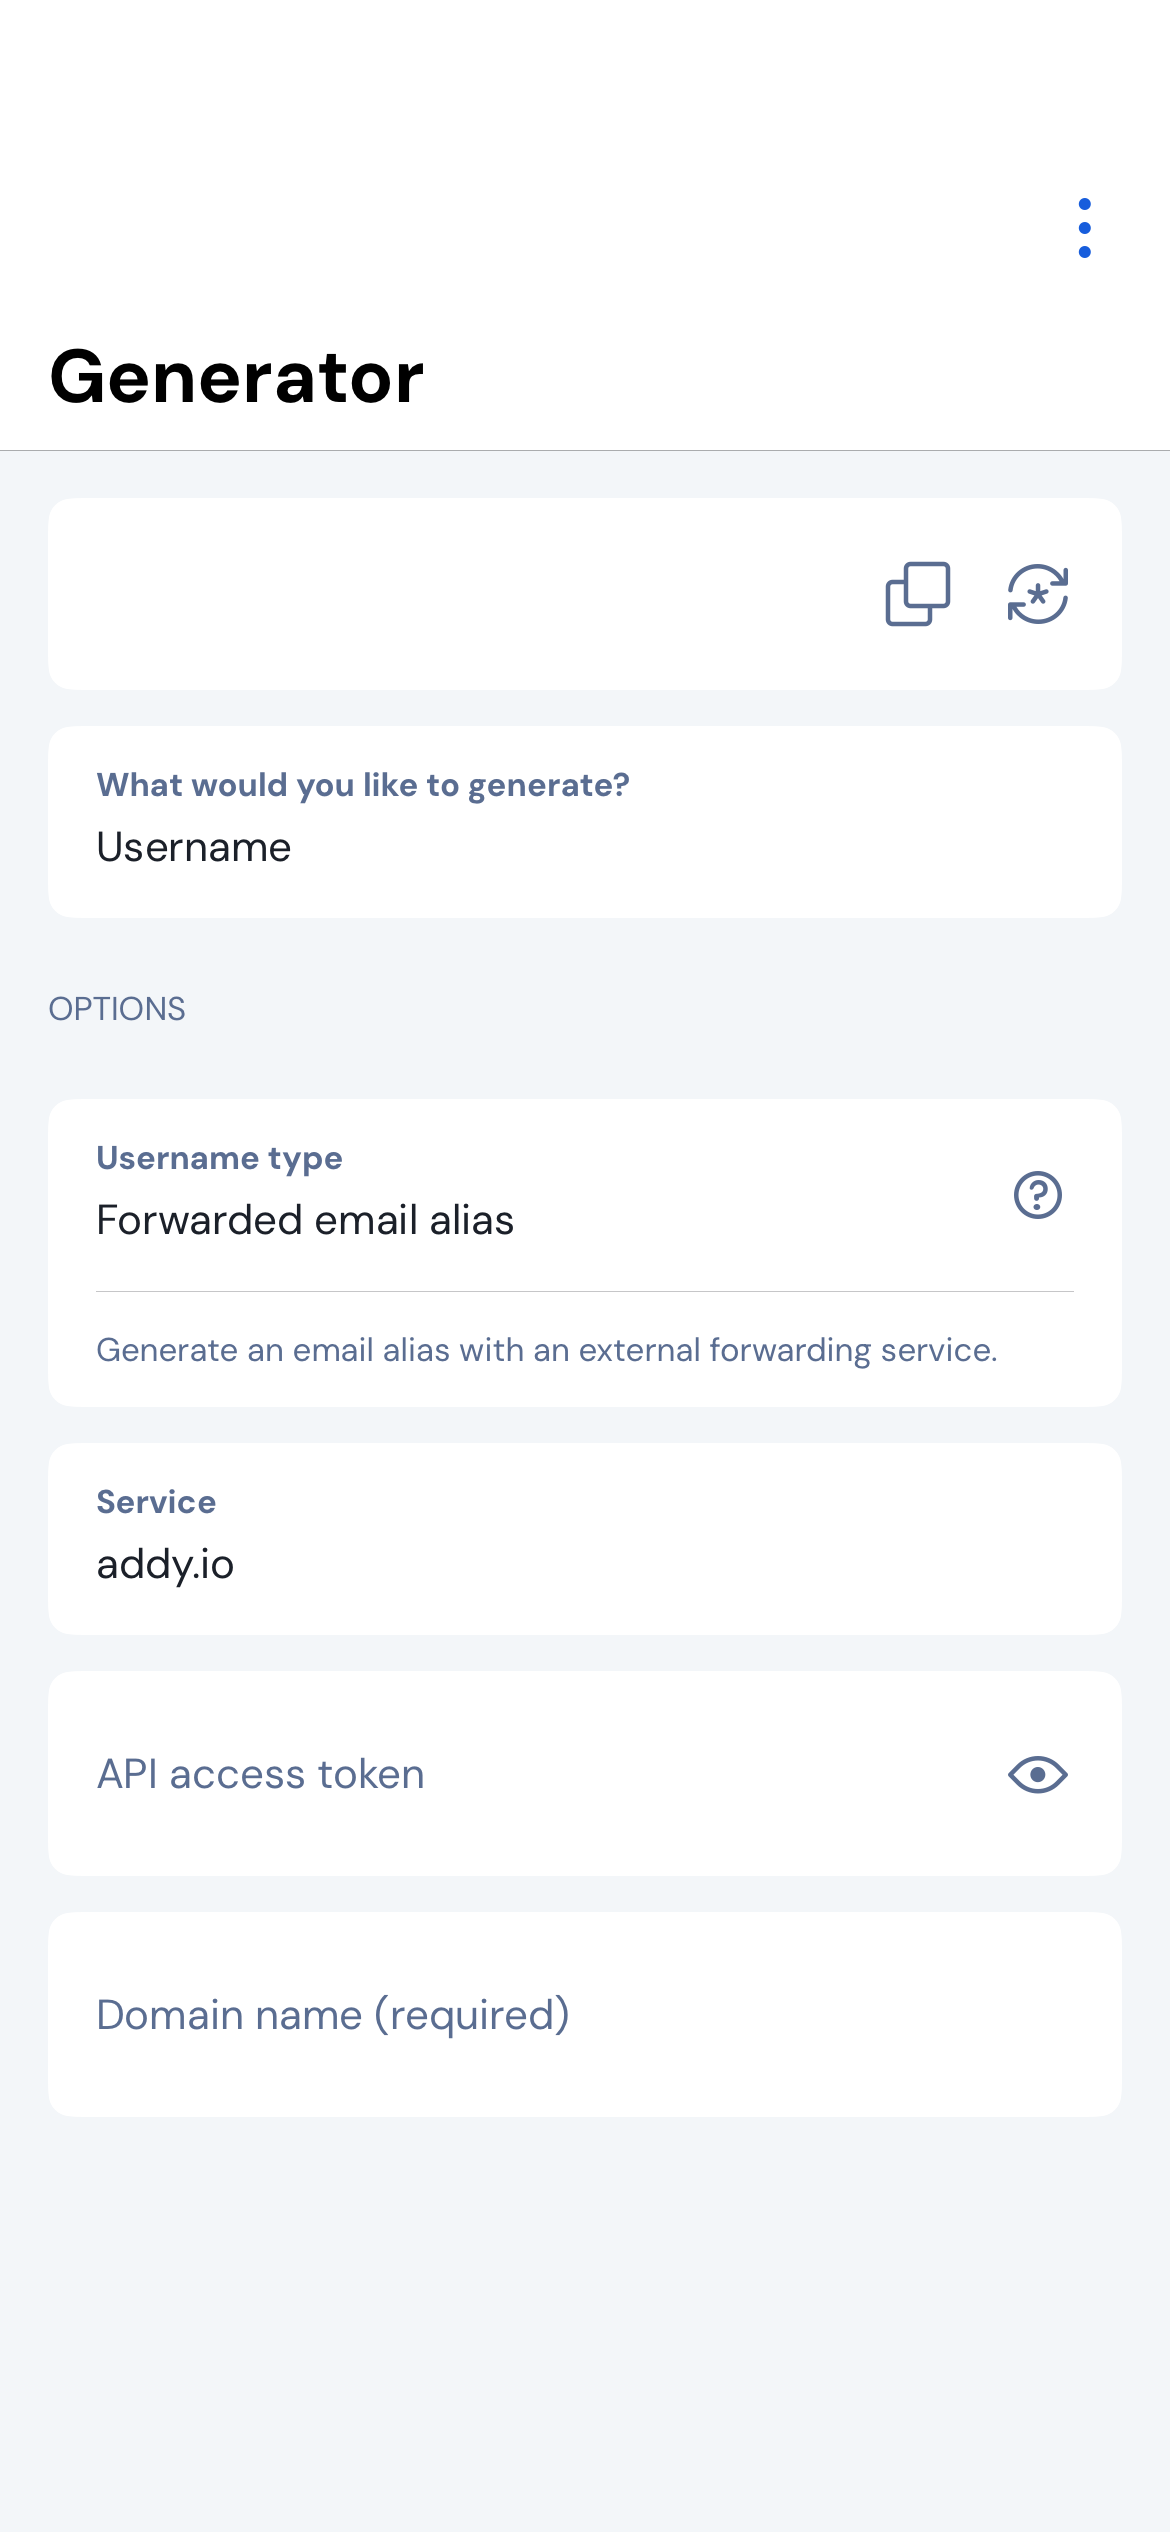 Generator
What would you like to generate?
Username
OPTIONS
Username type
Forwarded email alias
Generate an email alias with an external forwarding service.
Service
addy.io
API access token
Domain name (required)